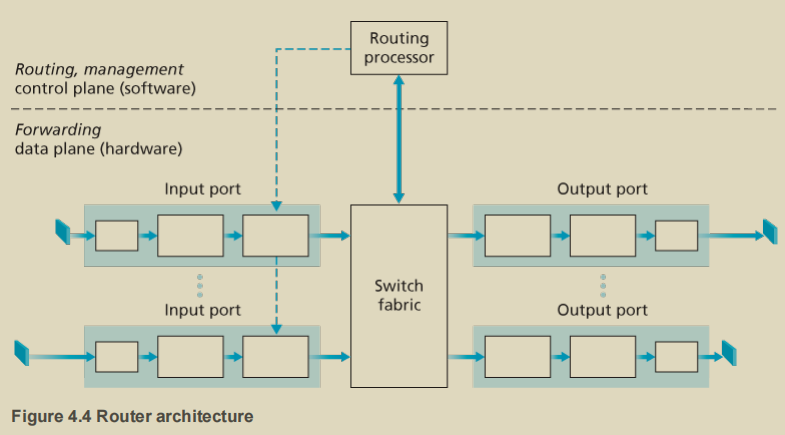 Routing
processor
Routing, management
control plane (software)
Forwarding
data plane (hardware)
Input port
Output port
Switch
fabric
Input port
Output port
Figure 4.4 Router architecture